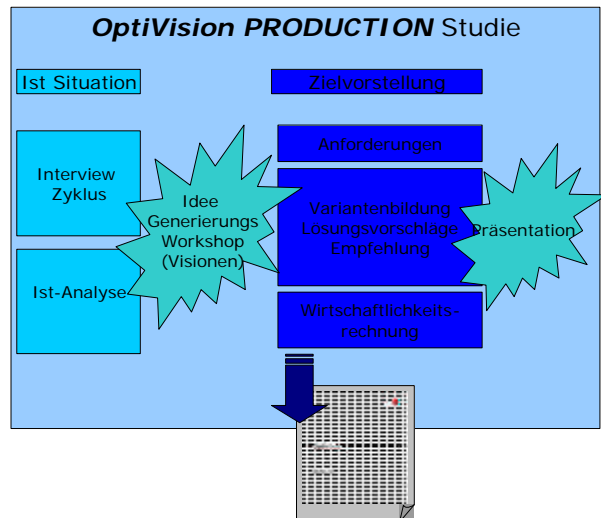 OptiVision PRODUCTION Studie
Ist Situation
Zielvorstellung
Interview
Zyklus
Ist-Analyse
Idee
Generierungs
Workshop
(Visionen)
Anforderungen
Variantenbildung
Lösungsvorschläge
Empfehlung
Wirtschaftlichkeits-
rechnung
Präsentation